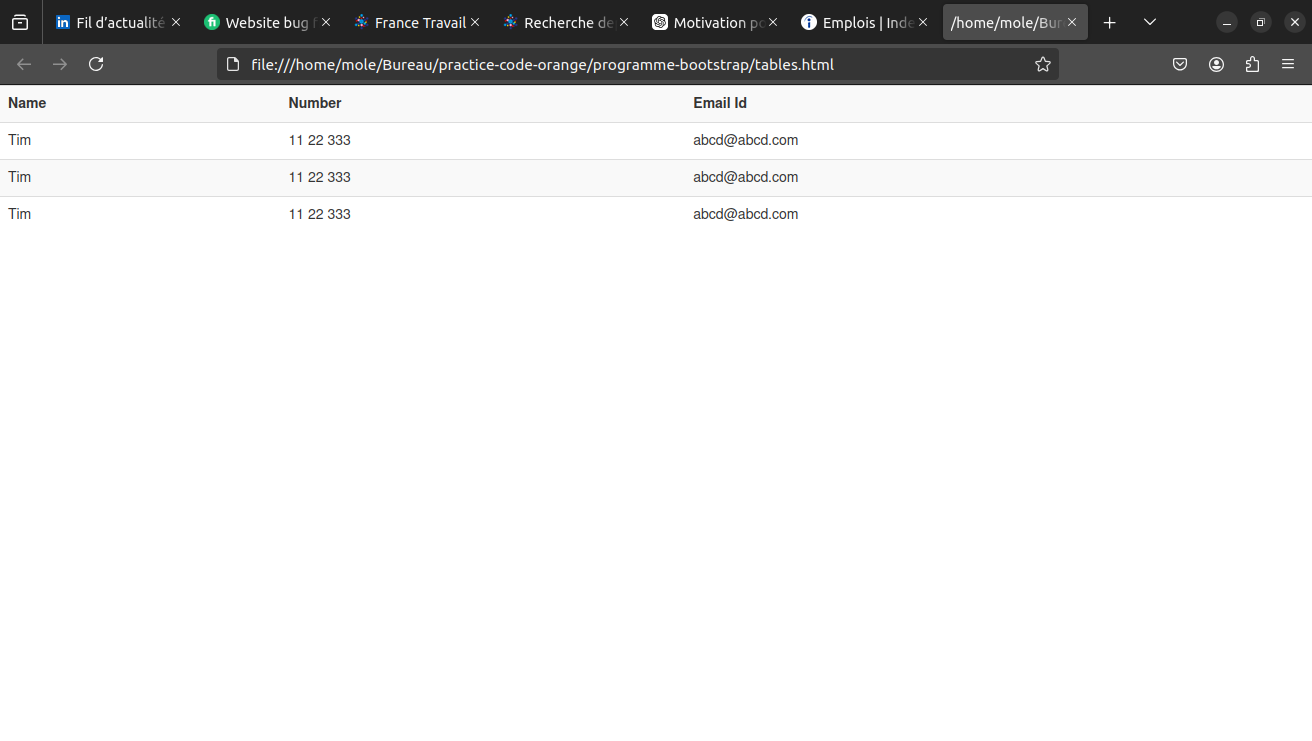 Fil d'actualité Website bug f France Travail Recherche de Motivation po Emplois | Inde /home/mole/Bur
file:///home/mole/Bureau/practice-code-orange/programme-bootstrap/tables.html
Name Number Email Id
Tim 11 22 333 abcd@abcd.com
Tim 11 22 333 abcd@abcd.com
Tim 11 22 333 abcd@abcd.com